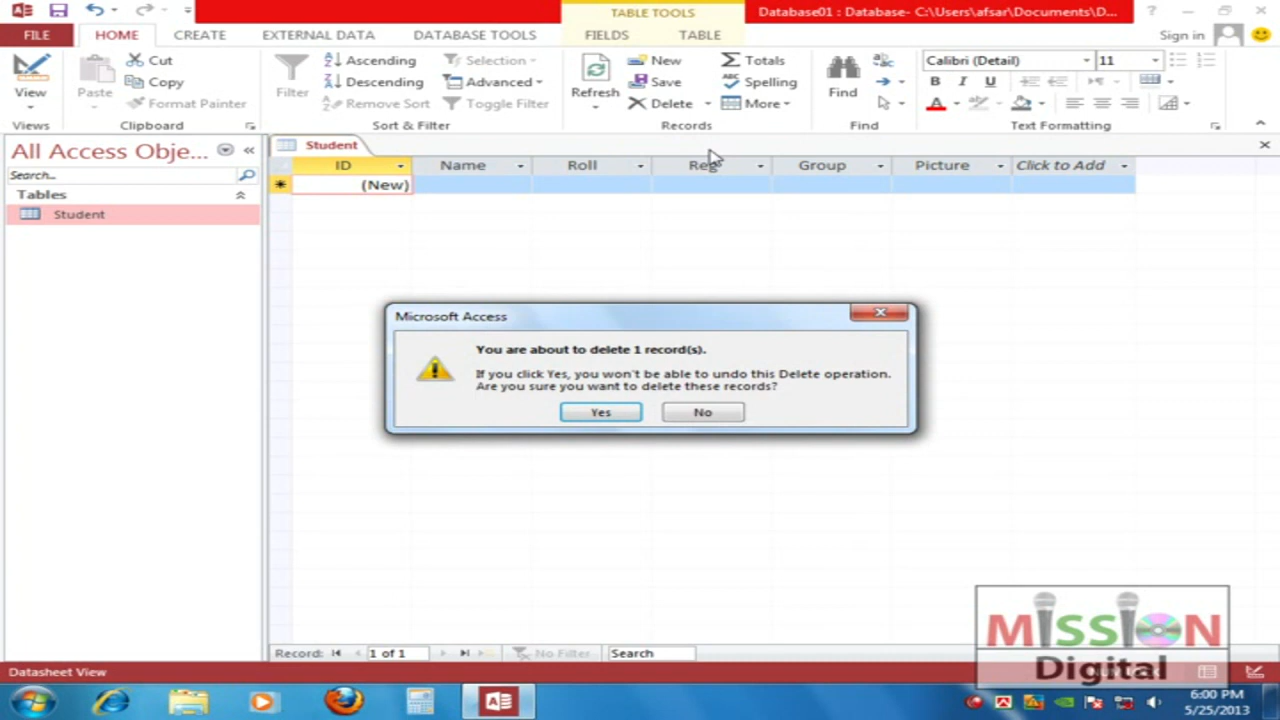 Database01 : Database- C:\Users\afsar\Documents\D...
TABLE TOOLS
?
FILE
HOME
CREATE
EXTERNAL DATA
DATABASE TOOLS
FIELDS
TABLE
Sign in
View
Paste
Cut
Copy
Format Painter
Filter
Ascending
Descending
Remove Sort
Selection
Advanced
Toggle Filter
Refresh
New
Save
Delete
Totals
Spelling
More
Find
Calibri (Detail)
11
B I U
A
Views
Clipboard
Sort & Filter
Records
Find
Text Formatting
All Access Obje...
Search...
Tables
Student
Student
ID Name Roll Reg Group Picture Click to Add
(New)
Microsoft Access
You are about to delete 1 record(s).
If you click Yes, you won't be able to undo this Delete operation.
Are you sure you want to delete these records?
Yes
No
Record: 1 of 1 No Filter Search
Datasheet View
MISSION
Digital
6:00 PM
5/25/2013